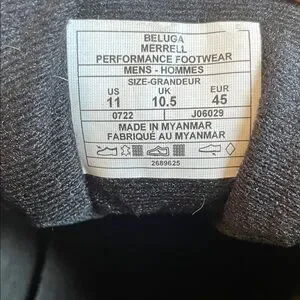 BELUGA
MERRELL
PERFORMANCE FOOTWEAR
MENS - HOMMES
SIZE-GRANDEUR
US UK EUR
11 10.5 45
0722 J06029
MADE IN MYANMAR
FABRIQUÉ AU MYANMAR
2689625